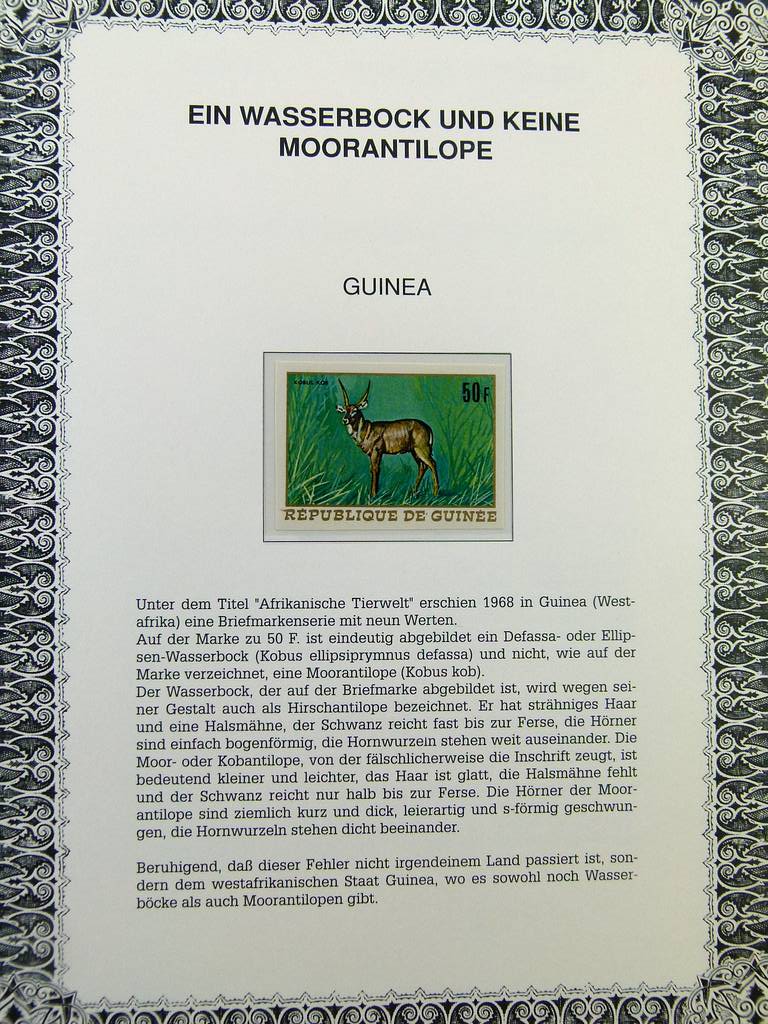 EIN WASSERBOCK UND KEINE
MOORANTILOPE
GUINEA
KOBUS KOB
50F
RÉPUBLIQUE DE GUINÉE
Unter dem Titel "Afrikanische Tierwelt" erschien 1968 in Guinea (West-
afrika) eine Briefmarkenserie mit neun Werten.
Auf der Marke zu 50 F. ist eindeutig abgebildet ein Defassa- oder Ellip-
sen-Wasserbock (Kobus ellipsiprymnus defassa) und nicht, wie auf der
Marke verzeichnet, eine Moorantilope (Kobus kob).
Der Wasserbock, der auf der Briefmarke abgebildet ist, wird wegen sei-
ner Gestalt auch als Hirschantilope bezeichnet. Er hat strähniges Haar
und eine Halsmähne, der Schwanz reicht fast bis zur Ferse, die Hörner
sind einfach bogenförmig, die Hornwurzeln stehen weit auseinander. Die
Moor- oder Kobantilope, von der fälschlicherweise die Inschrift zeugt, ist
bedeutend kleiner und leichter, das Haar ist glatt, die Halsmähne fehlt
und der Schwanz reicht nur halb bis zur Ferse. Die Hörner der Moor-
antilope sind ziemlich kurz und dick, leierartig und s-förmig geschwun-
gen, die Hornwurzeln stehen dicht beeinander.
Beruhigend, daß dieser Fehler nicht irgendeinem Land passiert ist, son-
dern dem westafrikanischen Staat Guinea, wo es sowohl noch Wasser-
böcke als auch Moorantilopen gibt.